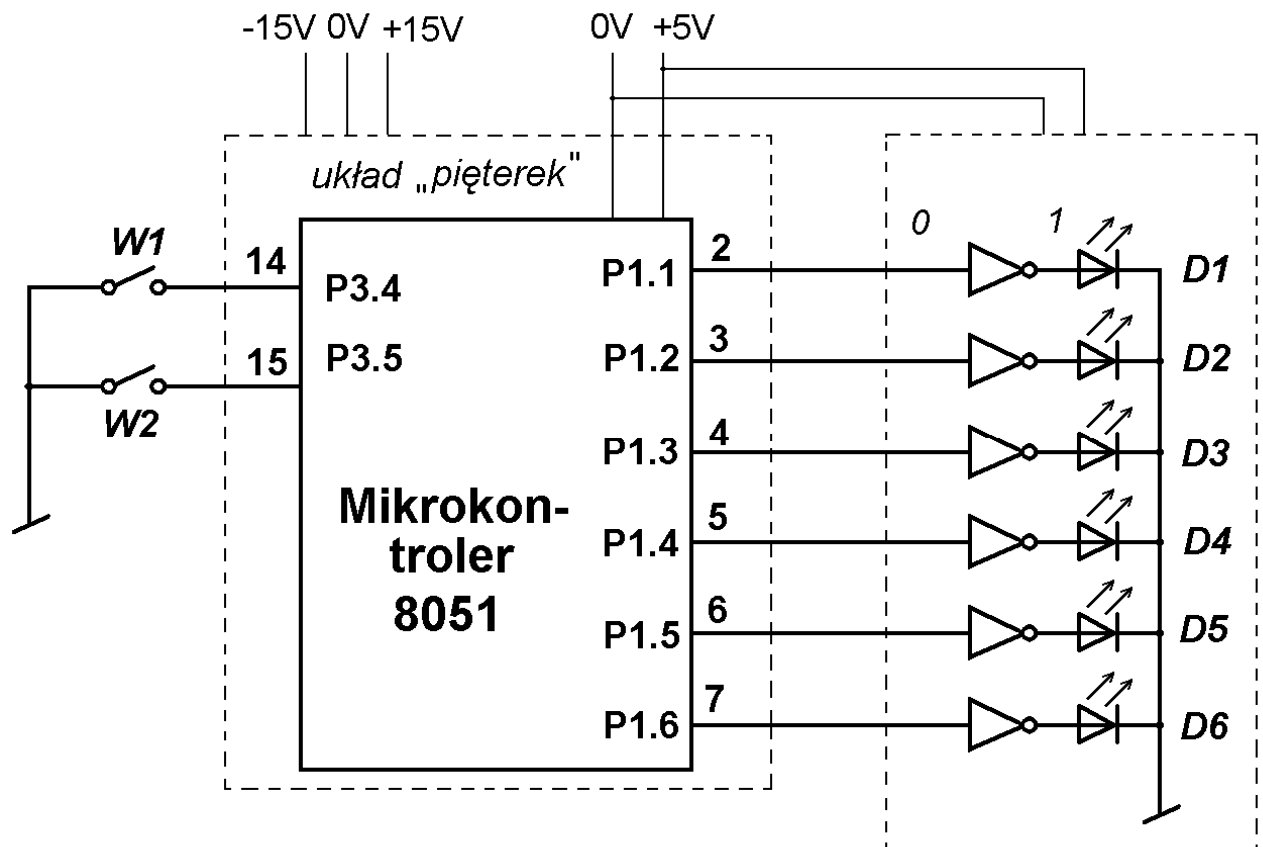 -15V 0V +15V 0V +5V
układ „pięterek"
W1 14 P3.4
15 P3.5
W2
Mikrokon-
troler
8051
P1.1 2 0 1 D1
P1.2 3 D2
P1.3 4 D3
P1.4 5 D4
P1.5 6 D5
P1.6 7 D6